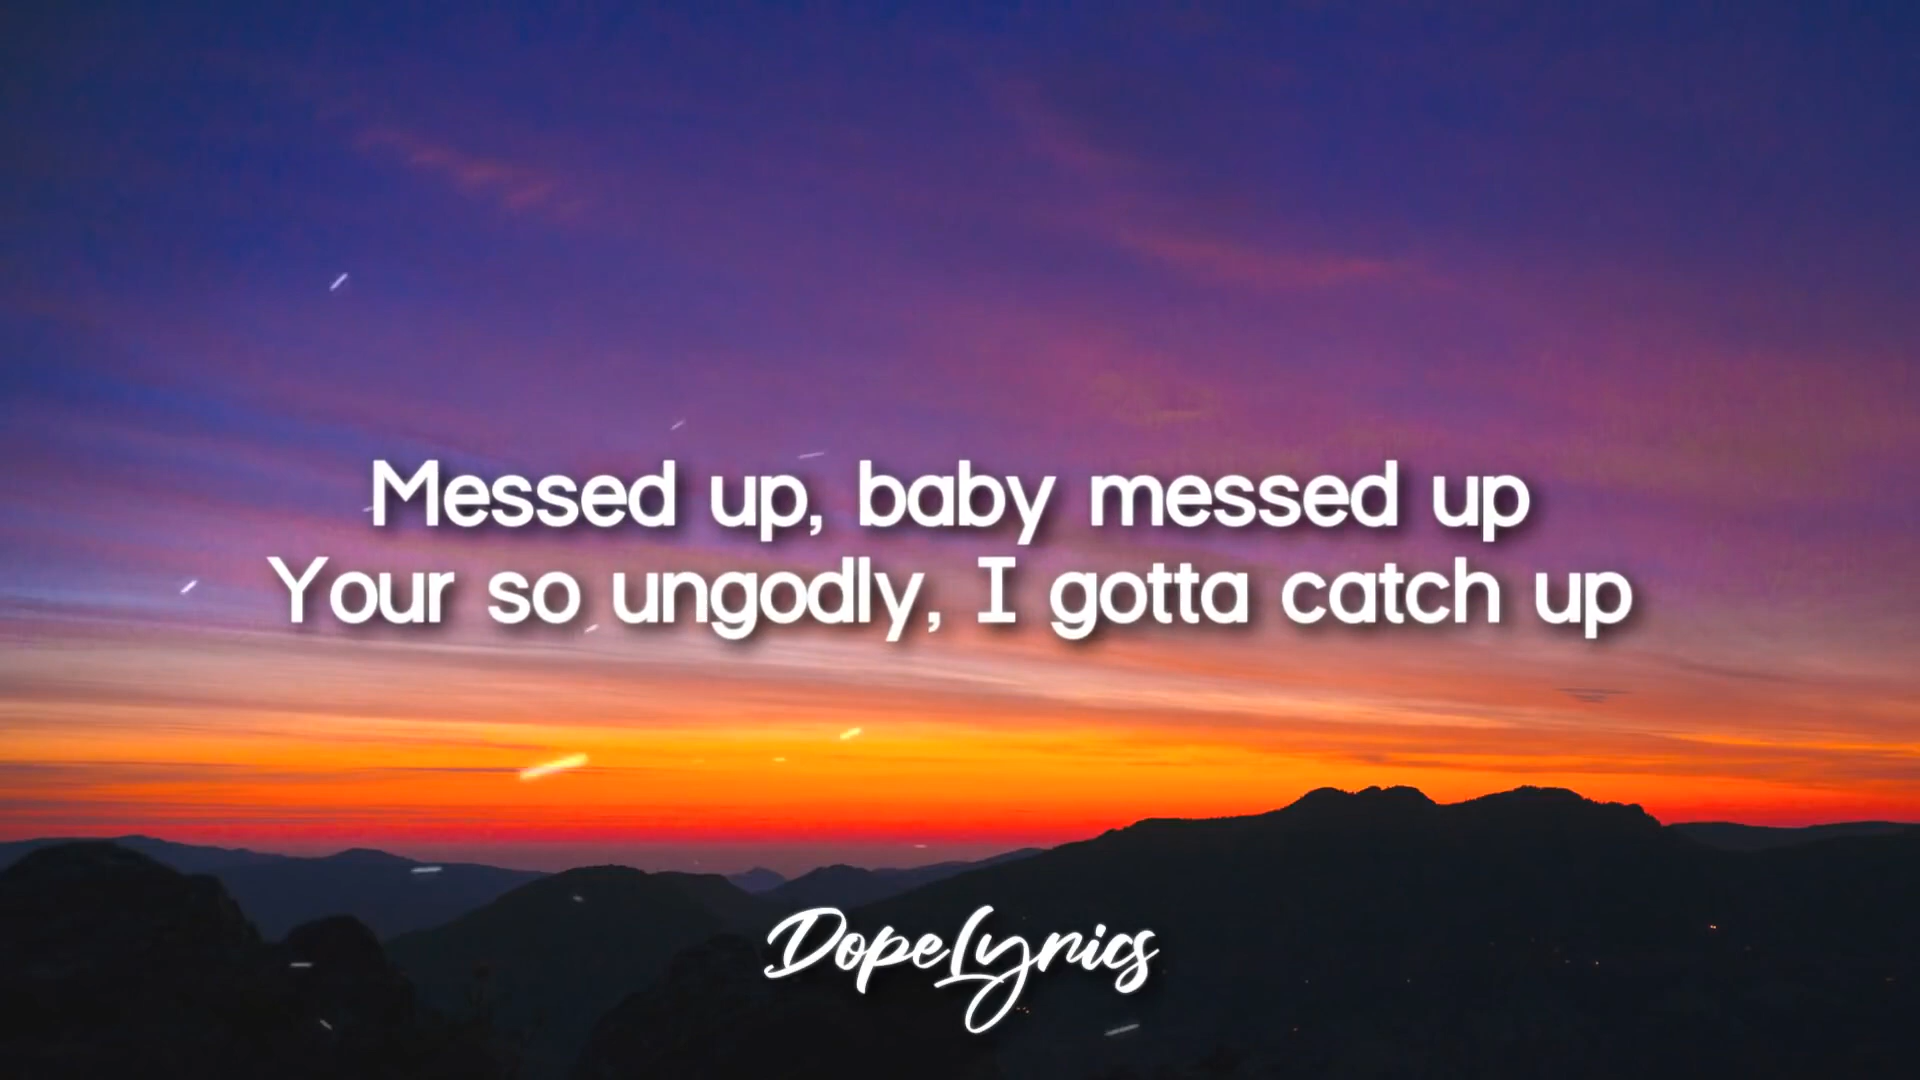 Messed up, baby messed up
Your so ungodly, I gotta catch up
DopeLyrics